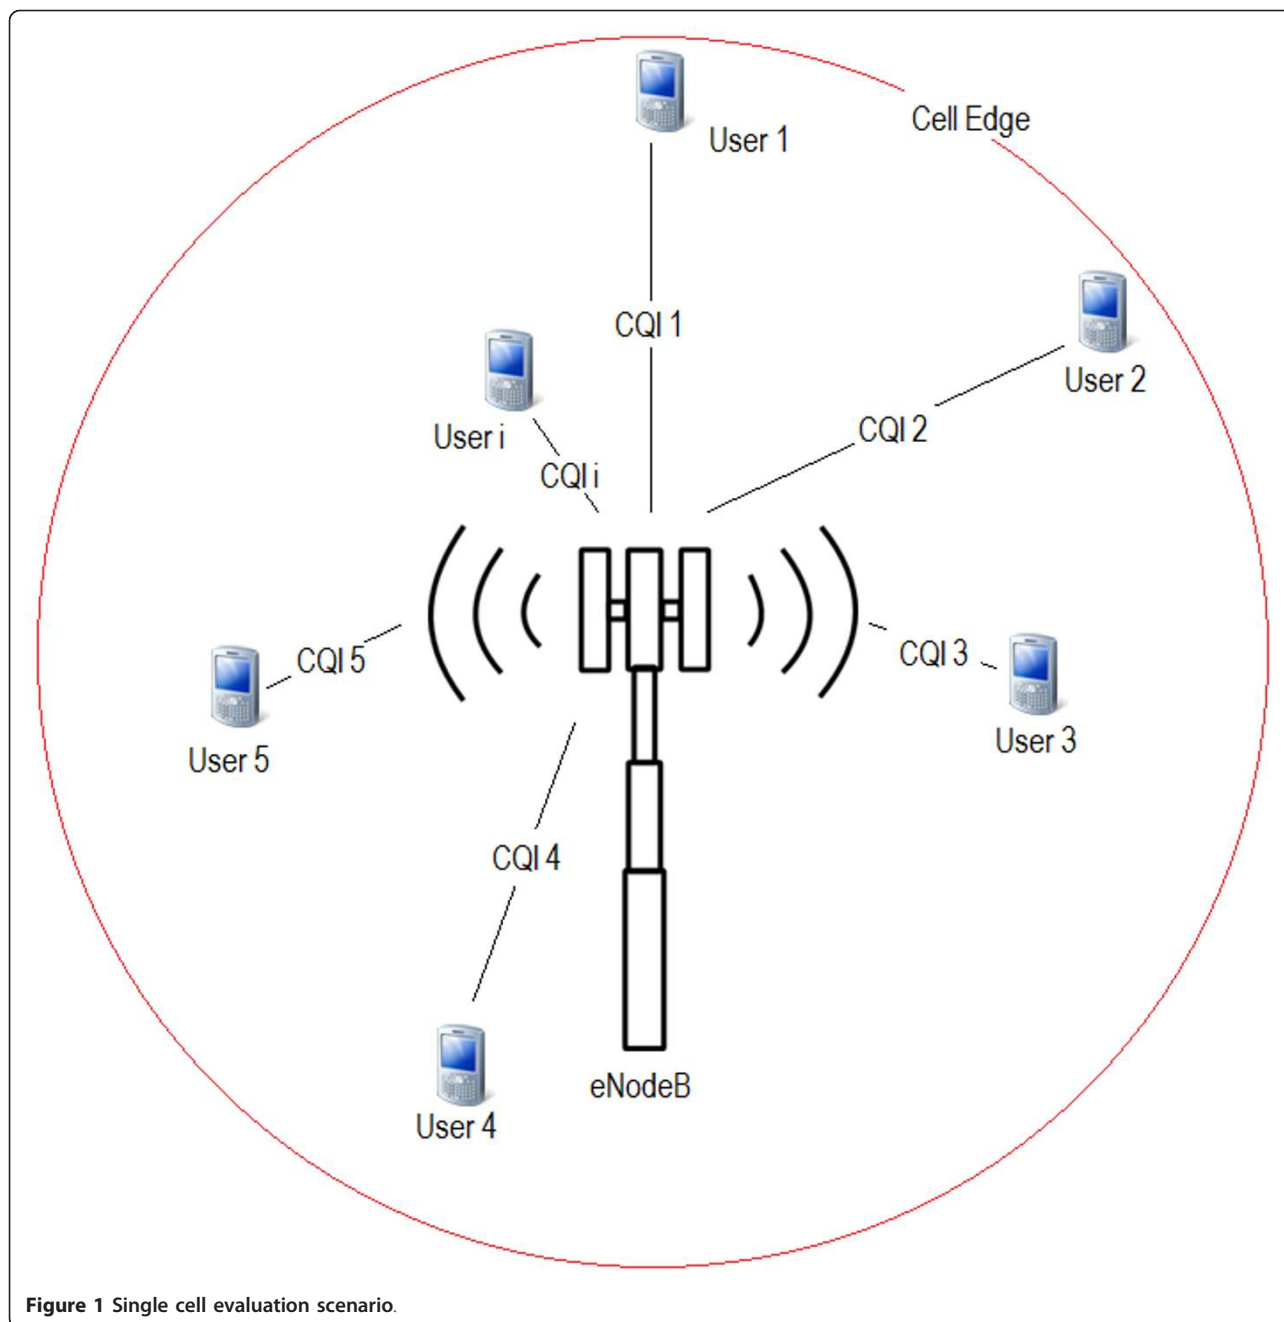 User 1
Cell Edge
CQI 1
User 2
User i
CQI 2
CQI i
CQI 5
CQI 3
User 5
User 3
CQI 4
eNodeB
User 4
Figure 1 Single cell evaluation scenario.